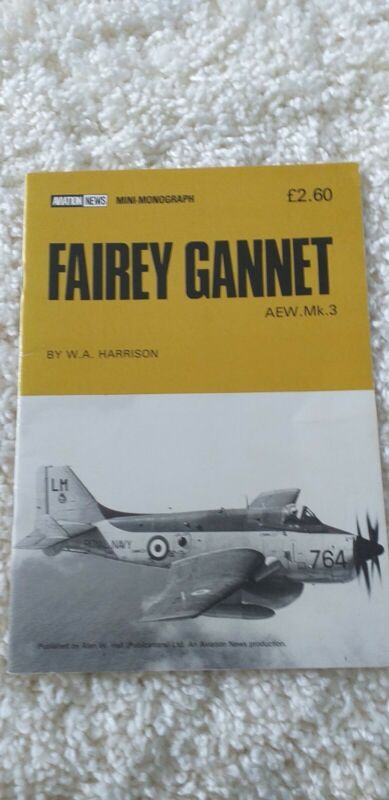 AVIATION NEWS MINI-MONOGRAPH £2.60
FAIREY GANNET
AEW.Mk.3
BY W.A. HARRISON
LM
ROYAL NAVY
764
Published by Alan W. Hall (Publications) Ltd. An Aviation News production.